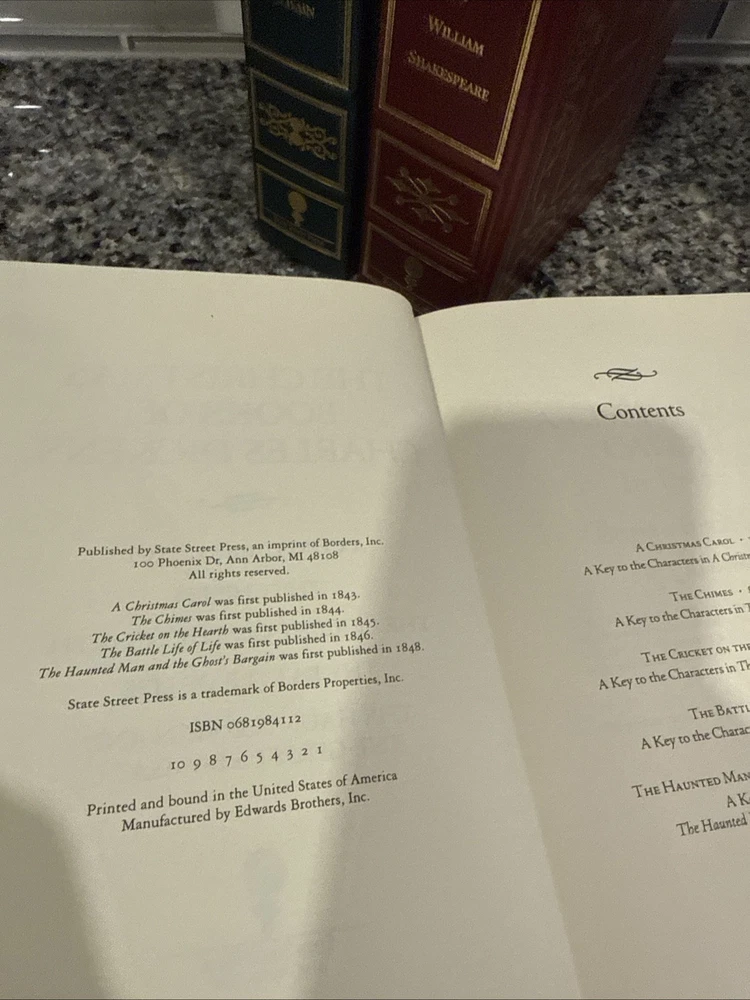 WILLIAM
SHAKESPEARE
Published by State Street Press, an imprint of Borders, Inc.
100 Phoenix Dr, Ann Arbor, MI 48108
All rights reserved.
A Christmas Carol was first published in 1843.
The Chimes was first published in 1844.
The Cricket on the Hearth was first published in 1845.
The Battle Life of Life was first published in 1846.
The Haunted Man and the Ghost's Bargain was first published in 1848.
State Street Press is a trademark of Borders Properties, Inc.
ISBN 0681984112
10 9 8 7 6 5 4 3 2 1
Printed and bound in the United States of America
Manufactured by Edwards Brothers, Inc.
Contents
A CHRISTMAS CAROL •
A Key to the Characters in A Christ
THE CHIMES •
A Key to the Characters in
THE CRICKET ON THE
A Key to the Characters in Th
THE BATTL
A Key to the Charac
THE HAUNTED MAN
A K
The Haunted